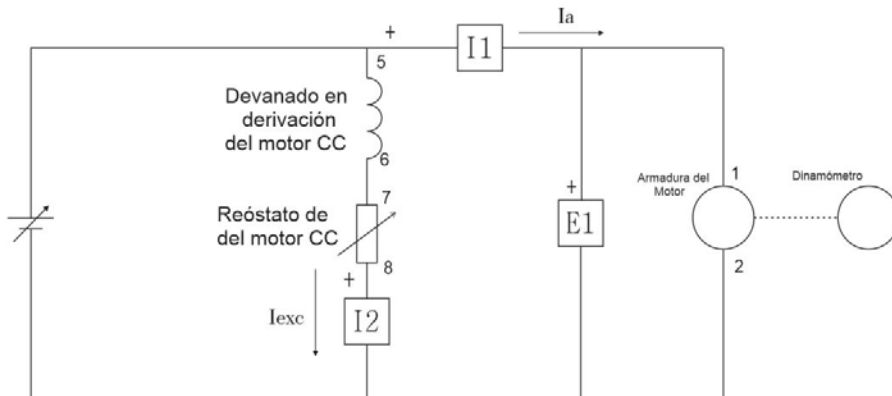 +
I1
Ia
5
Devanado en
derivación
del motor CC
6
7
Reóstato de
del motor CC
8
+
Iexc
I2
+
E1
Armadura del
Motor
1
2
Dinamómetro